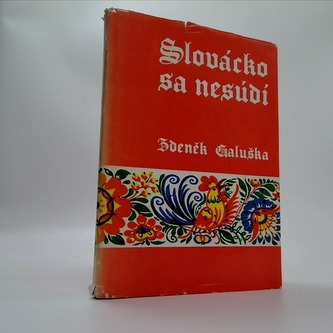 Slovácko
sa nesúdí
Zdeněk Galuška